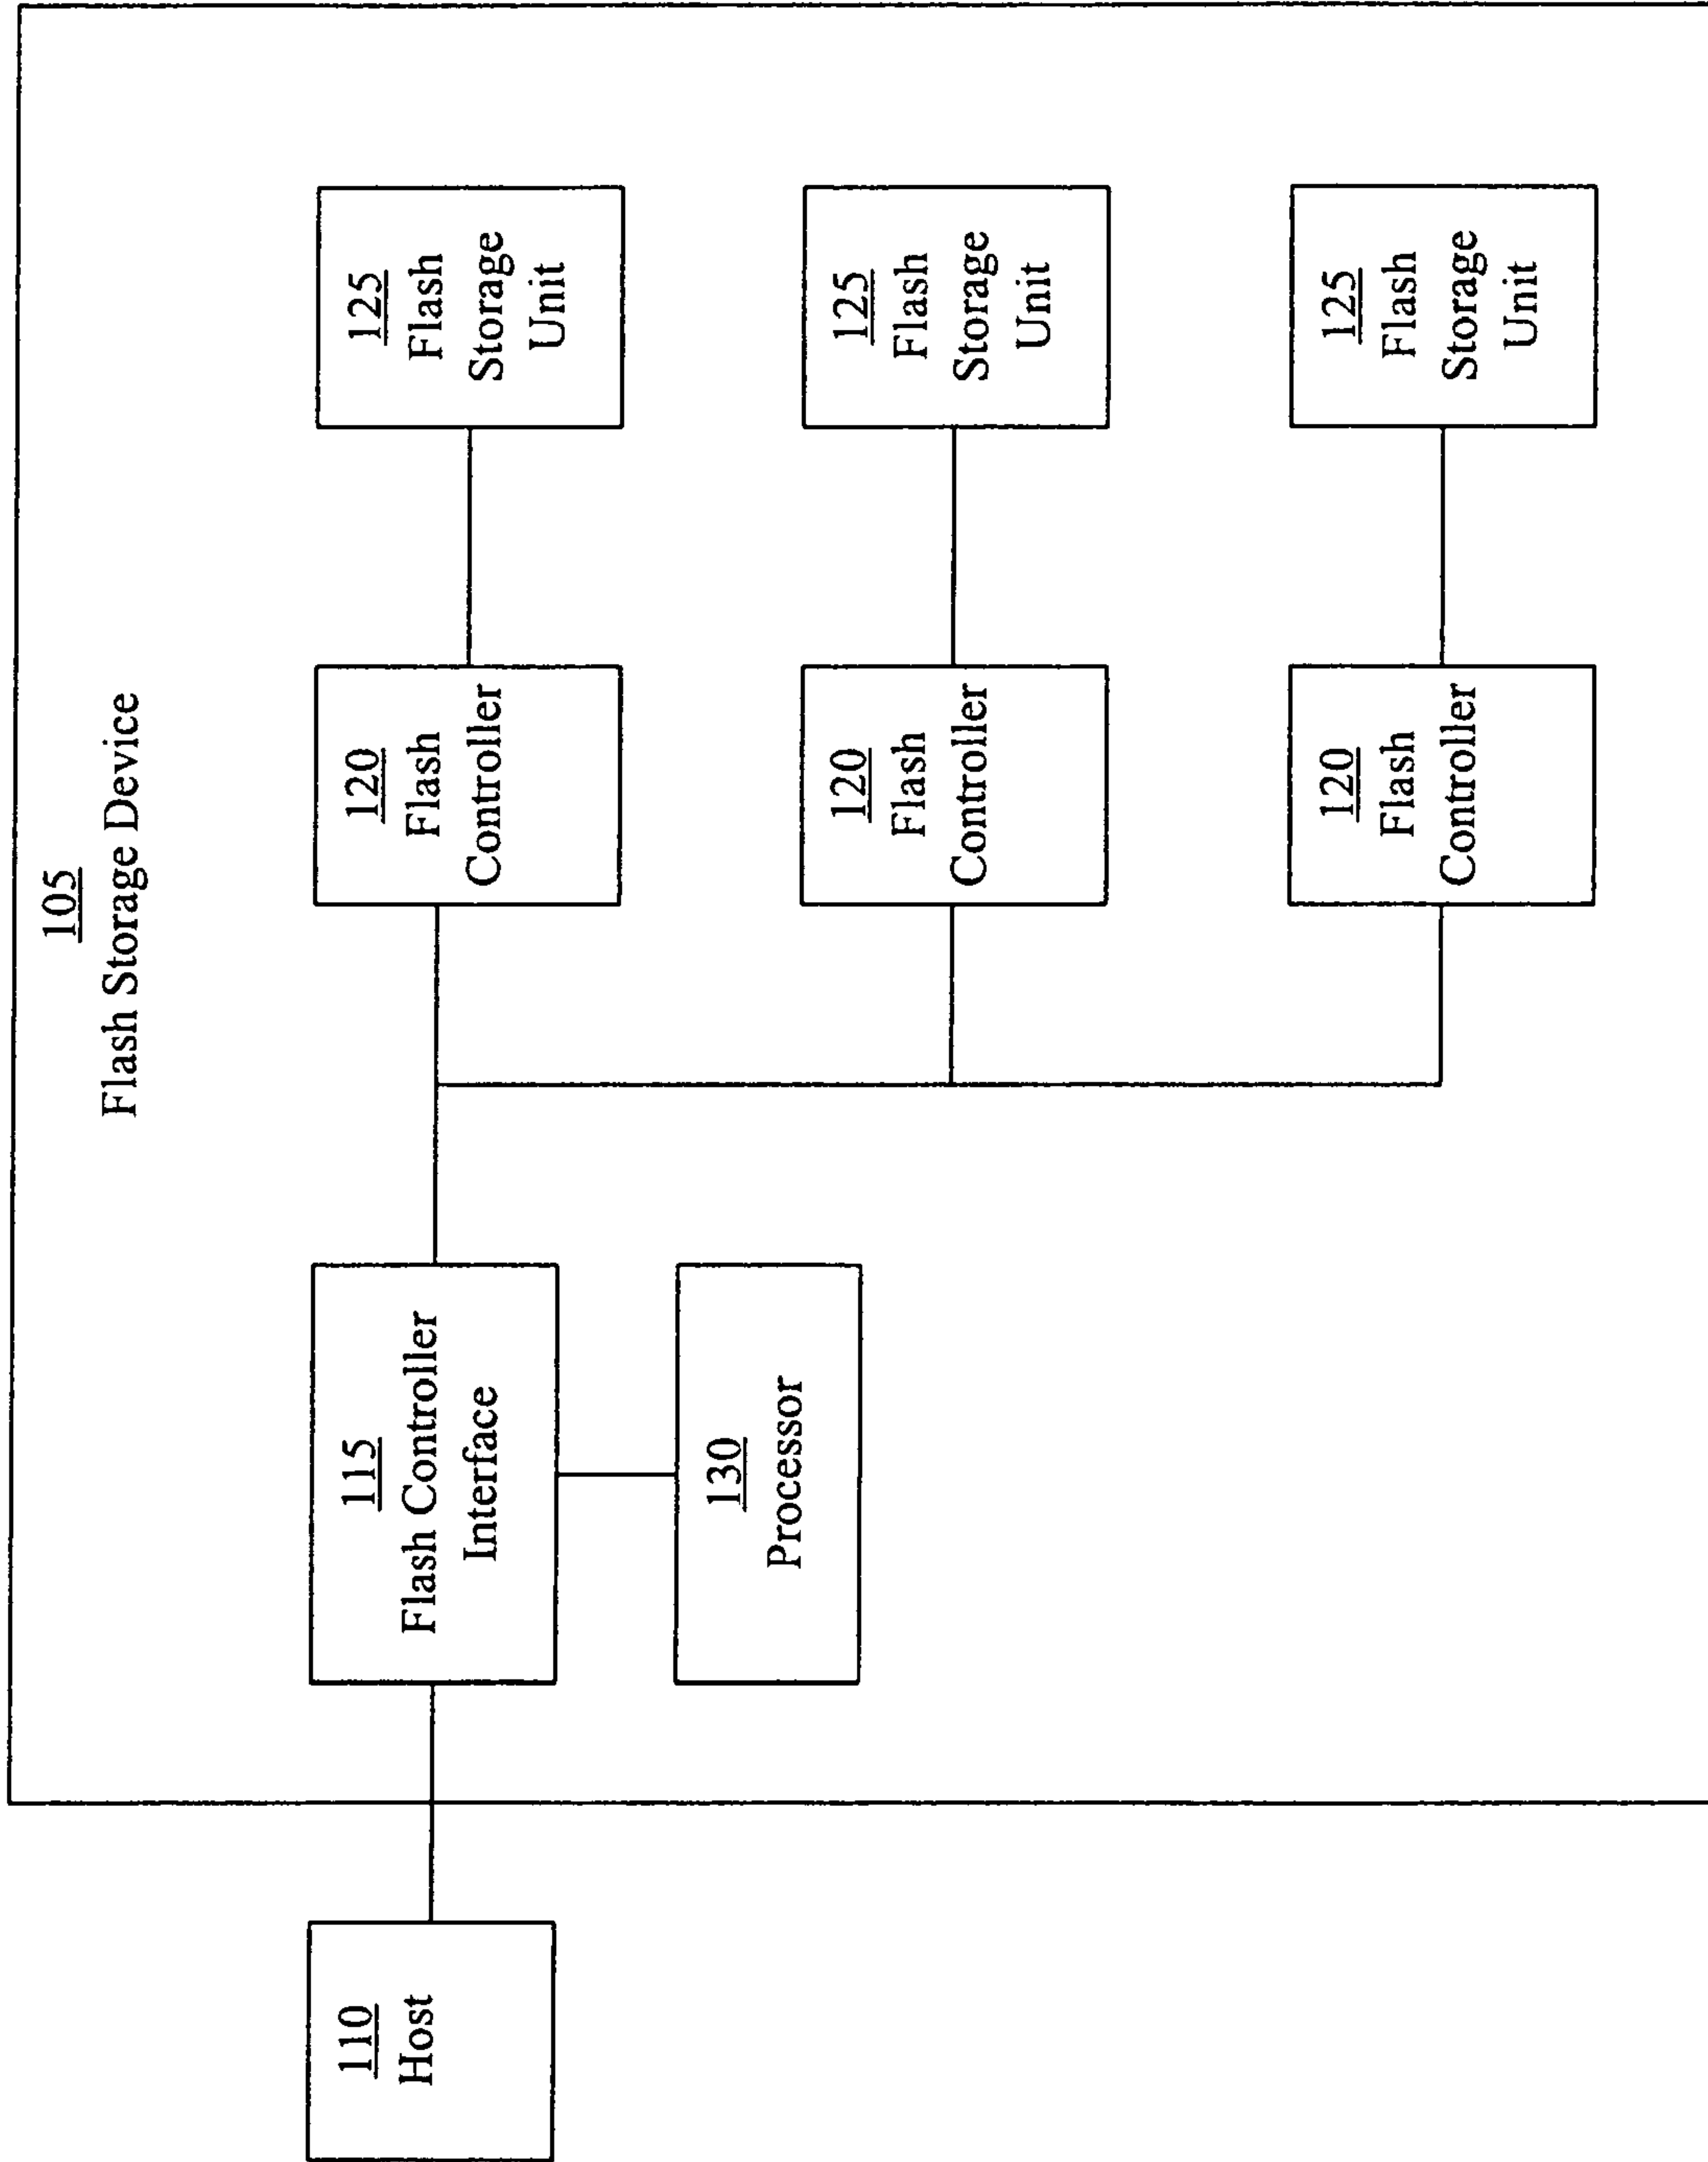 105
Flash Storage Device
110
Host
115
Flash Controller
Interface
130
Processor
120
Flash
Controller
125
Flash
Storage
Unit
120
Flash
Controller
125
Flash
Storage
Unit
120
Flash
Controller
125
Flash
Storage
Unit